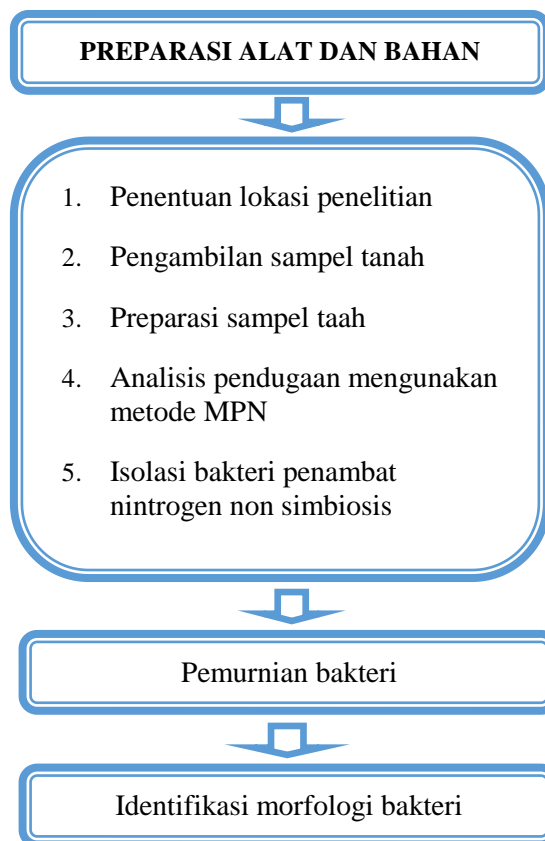 PREPARASI ALAT DAN BAHAN
1. Penentuan lokasi penelitian
2. Pengambilan sampel tanah
3. Preparasi sampel taah
4. Analisis pendugaan mengunakan
metode MPN
5. Isolasi bakteri penambat
nintrogen non simbiosis
Pemurnian bakteri
Identifikasi morfologi bakteri